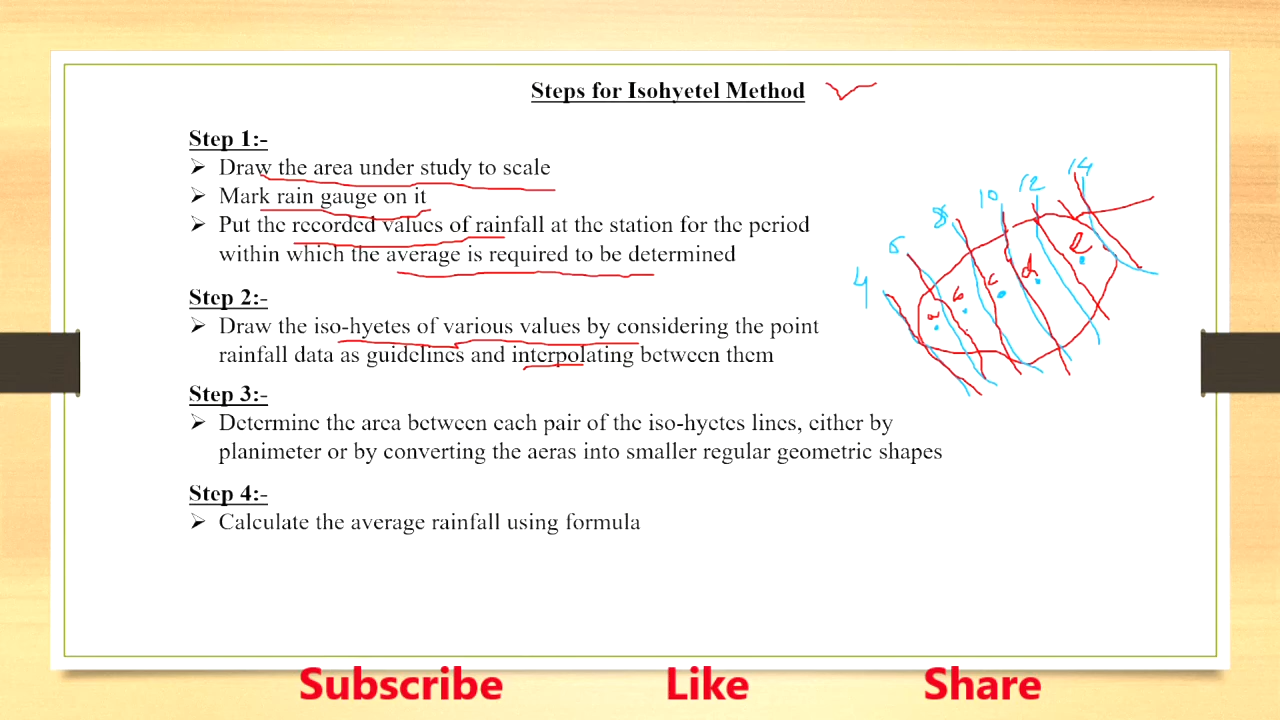 Steps for Isohyetel Method
Step 1:-
➢ Draw the area under study to scale
➢ Mark rain gauge on it
➢ Put the recorded values of rainfall at the station for the period
within which the average is required to be determined
Step 2:-
➢ Draw the iso-hyetes of various values by considering the point
rainfall data as guidelines and interpolating between them
Step 3:-
➢ Determine the area between each pair of the iso-hyetes lines, either by
planimeter or by converting the aeras into smaller regular geometric shapes
Step 4:-
➢ Calculate the average rainfall using formula
4 6 8 10 12 14
a b c d e
Subscribe Like Share